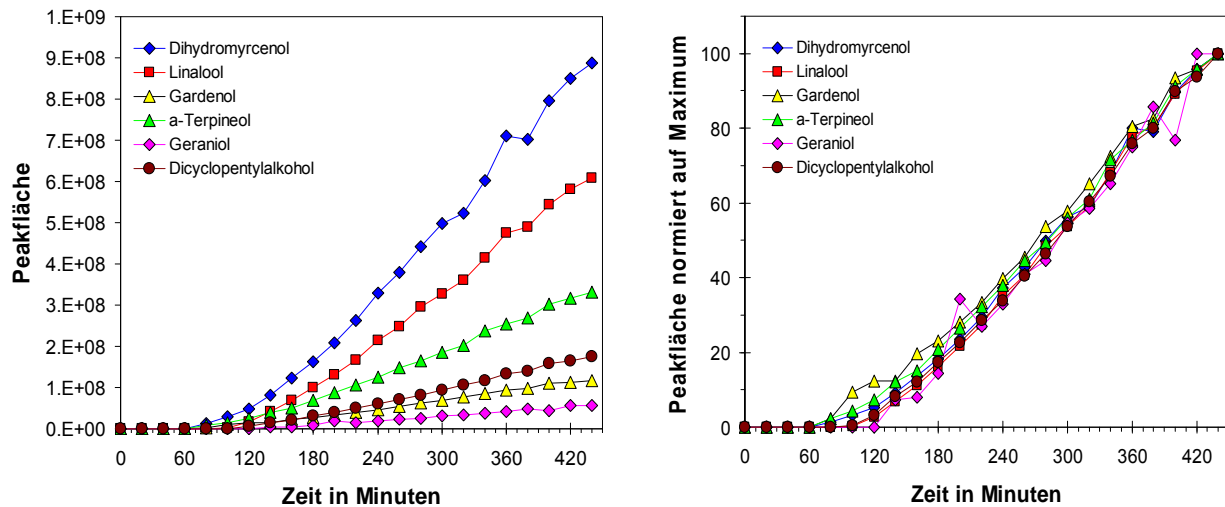 1.E+09
9.E+08
8.E+08
7.E+08
6.E+08
5.E+08
4.E+08
3.E+08
2.E+08
1.E+08
0.E+00
Peakfläche
Dihydromyrcenol
Linalool
Gardenol
a-Terpineol
Geraniol
Dicyclopentylalkohol
0 60 120 180 240 300 360 420
Zeit in Minuten
100
80
60
40
20
0
Peakfläche normiert auf Maximum
Dihydromyrcenol
Linalool
Gardenol
a-Terpineol
Geraniol
Dicyclopentylalkohol
0 60 120 180 240 300 360 420
Zeit in Minuten